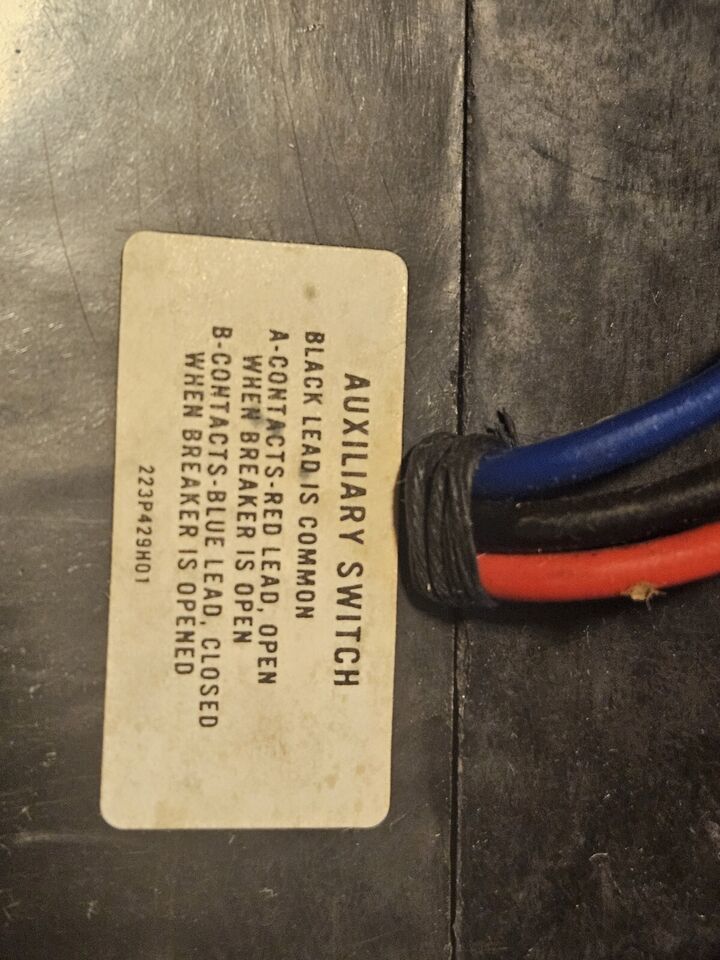 AUXILIARY SWITCH
BLACK LEAD IS COMMON
A-CONTACTS-RED LEAD, OPEN
WHEN BREAKER IS OPEN
B-CONTACTS-BLUE LEAD, CLOSED
WHEN BREAKER IS OPENED
223P429H01